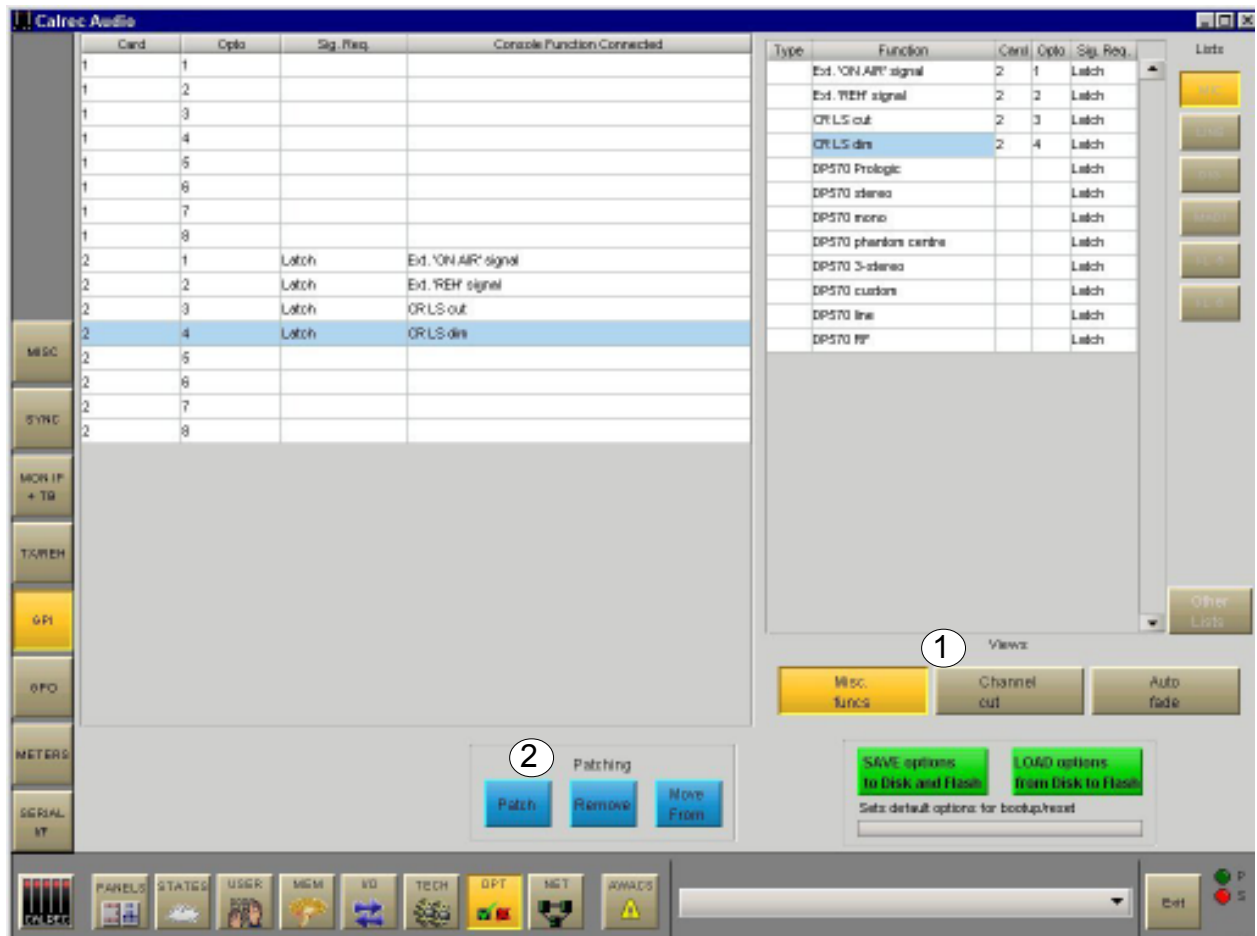 Calrec Audio
Card Opto Sig. Req. Console Function Connected
1 1
1 2
1 3
1 4
1 5
1 6
1 7
1 8
2 1 Latch Ext. 'ON AIR' signal
2 2 Latch Ext. 'REH' signal
2 3 Latch CR LS cut
2 4 Latch CR LS dim
2 5
2 6
2 7
2 8
Type Function Card Opto Sig. Req.
Ext. 'ON AIR' signal 2 1 Latch
Ext. 'REH' signal 2 2 Latch
CR LS cut 2 3 Latch
CR LS dim 2 4 Latch
DP570 Prologic Latch
DP570 stereo Latch
DP570 mono Latch
DP570 phantom centre Latch
DP570 3-stereo Latch
DP570 custom Latch
DP570 line Latch
DP570 RF Latch
Lists
Other
Lists
MISC
SYNC
MON IP
+ TB
TX/REH
GPI
GPO
METERS
SERIAL
I/F
1
Views
Misc.
funcs
Channel
cut
Auto
fade
2
Patching
Patch
Remove
Move
From
SAVE options
to Disk and Flash
LOAD options
from Disk to Flash
Sets default options for bootup/reset
CALREC
PANELS
STATES
USER
MEM
I/O
TECH
OPT
NET
AWACS
Exit
P
S